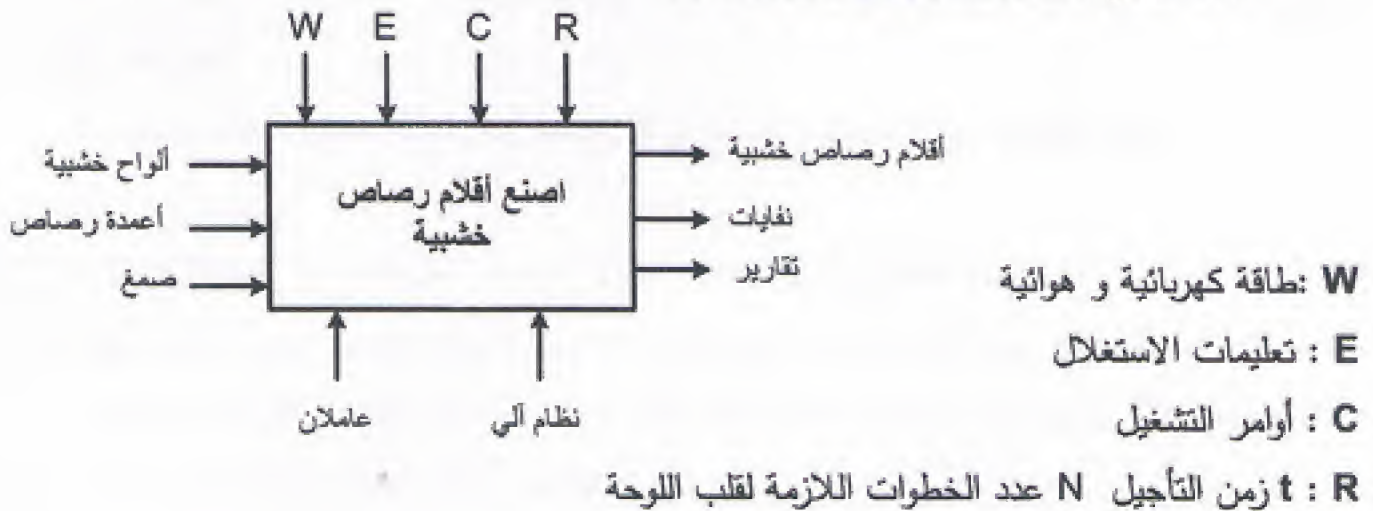 W E C R
ألواح خشبية
أعمدة رصاص
صمغ
اصنع أقلام رصاص
خشبية
أقلام رصاص خشبية
نفايات
تقارير
عاملان
نظام آلي
W :طاقة كهربائية و هوائية
E : تعليمات الاستغلال
C : أوامر التشغيل
R : t زمن التأجيل N عدد الخطوات اللازمة لقلب اللوحة